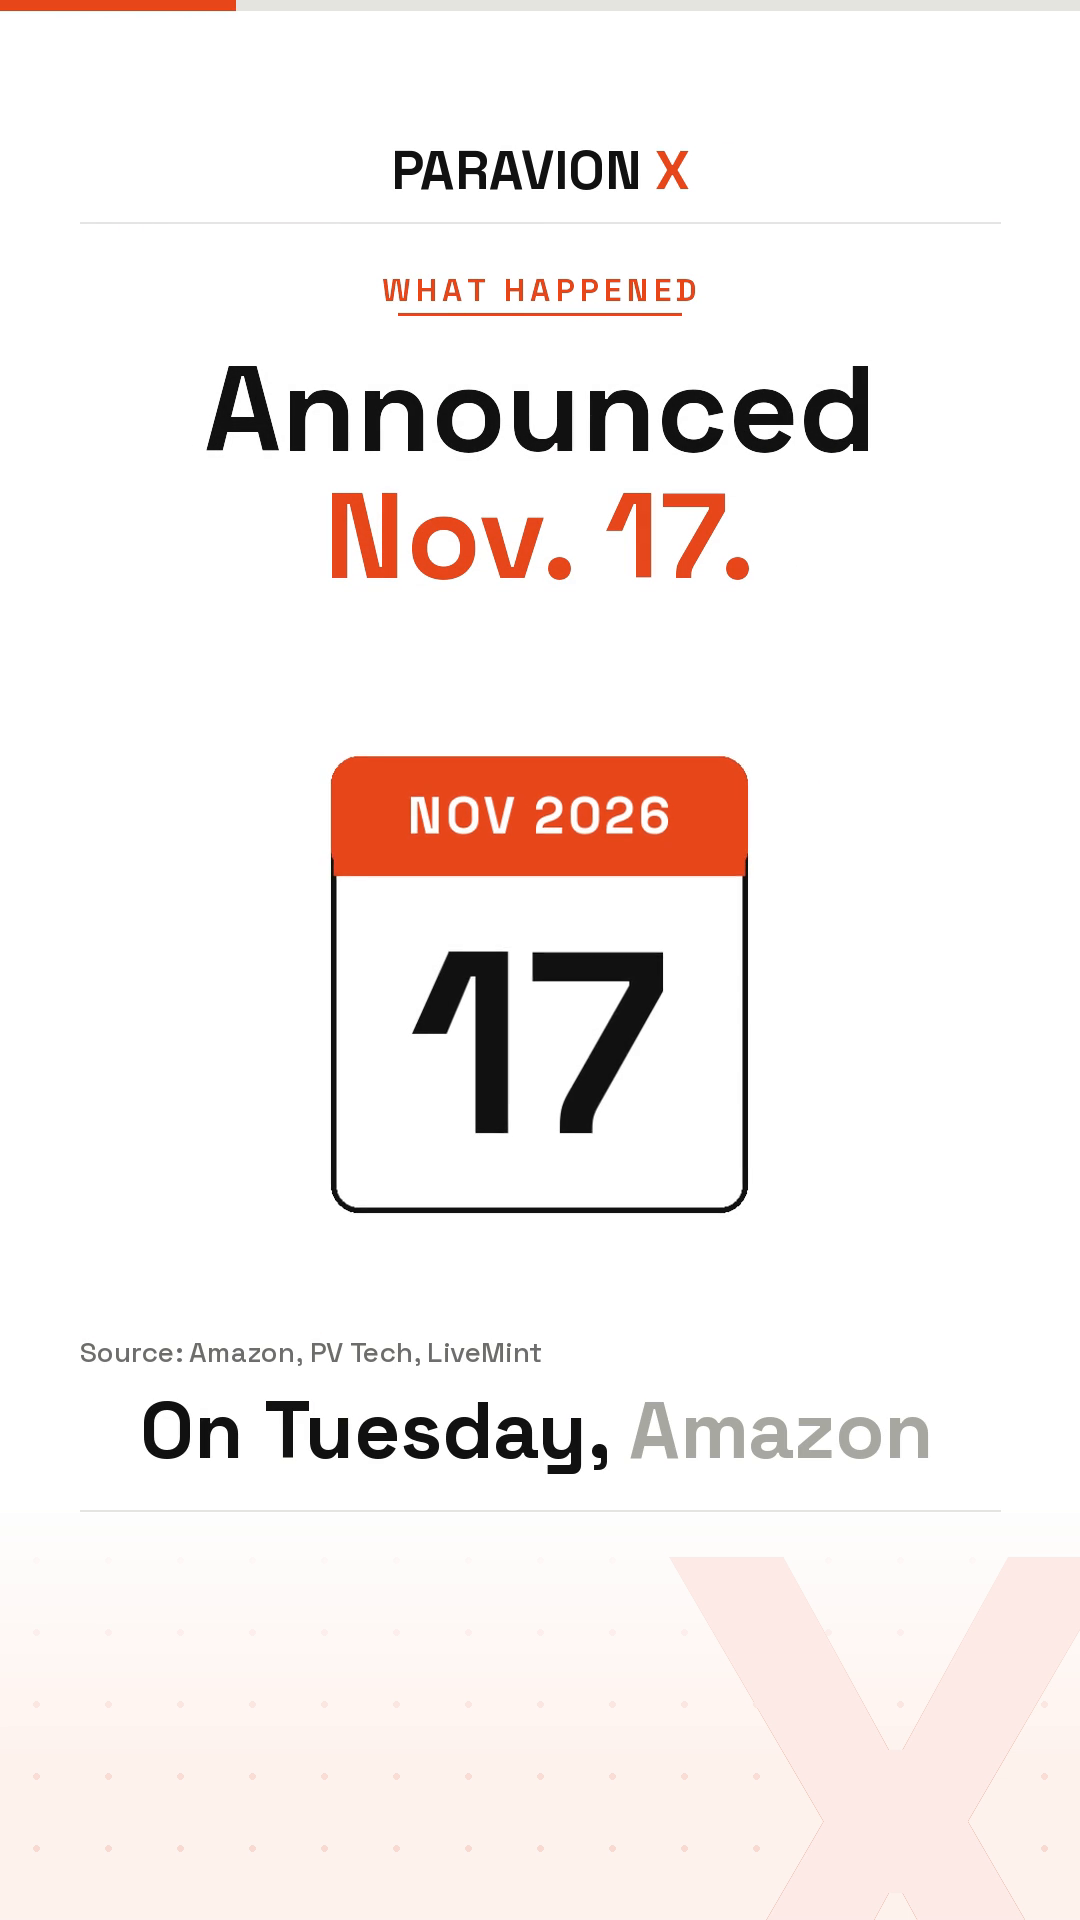 PARAVION X
WHAT HAPPENED
Announced
Nov. 17.
NOV 2026
17
Source: Amazon, PV Tech, LiveMint
On Tuesday, Amazon
X